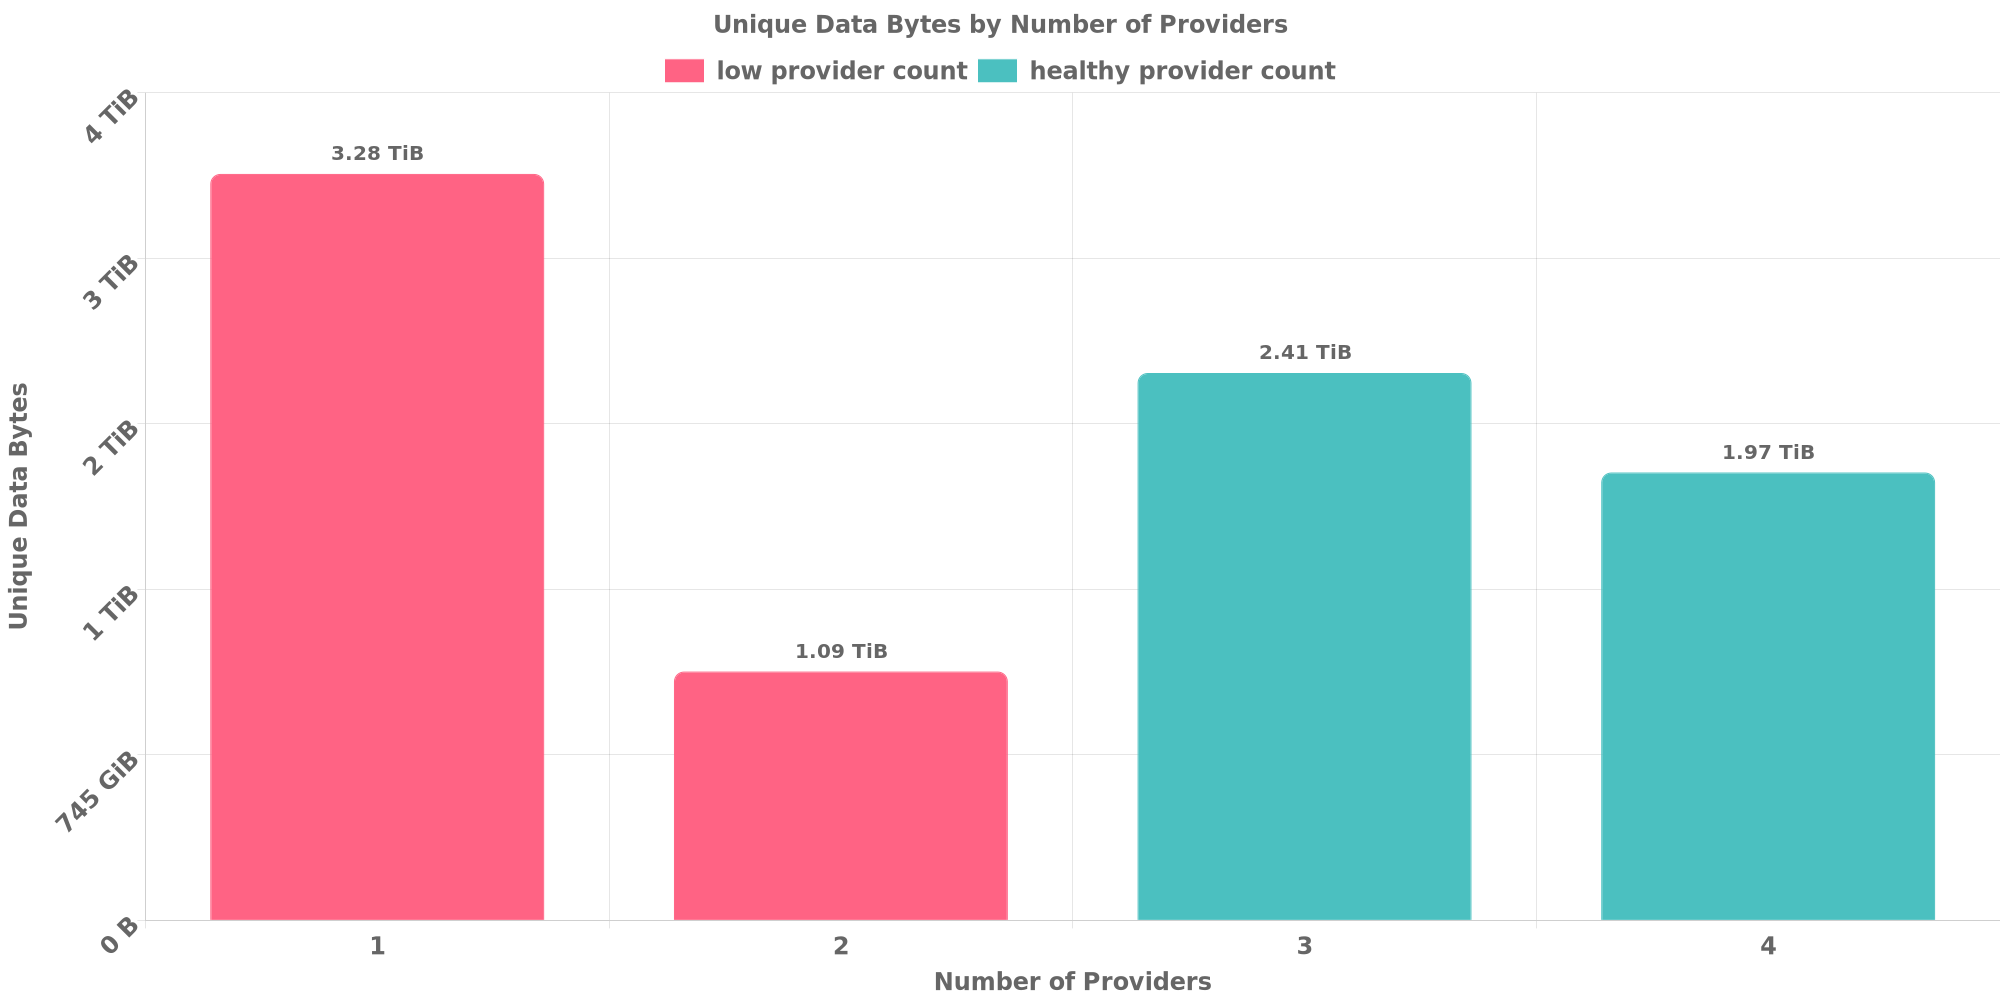 Unique Data Bytes by Number of Providers
low provider count healthy provider count
4 TiB
3 TiB
2 TiB
1 TiB
745 GiB
0 B
Unique Data Bytes
3.28 TiB
1.09 TiB
2.41 TiB
1.97 TiB
1 2 3 4
Number of Providers